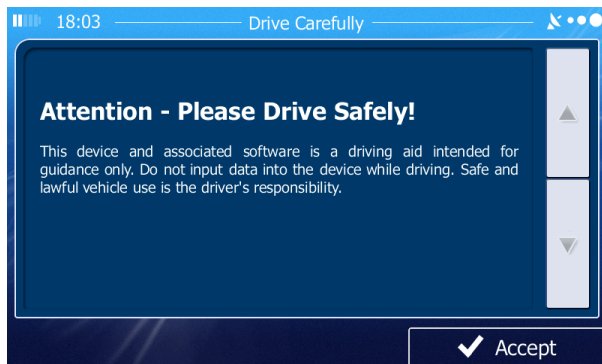 18:03 Drive Carefully
Attention - Please Drive Safely!
This device and associated software is a driving aid intended for
guidance only. Do not input data into the device while driving. Safe and
lawful vehicle use is the driver's responsibility.
Accept